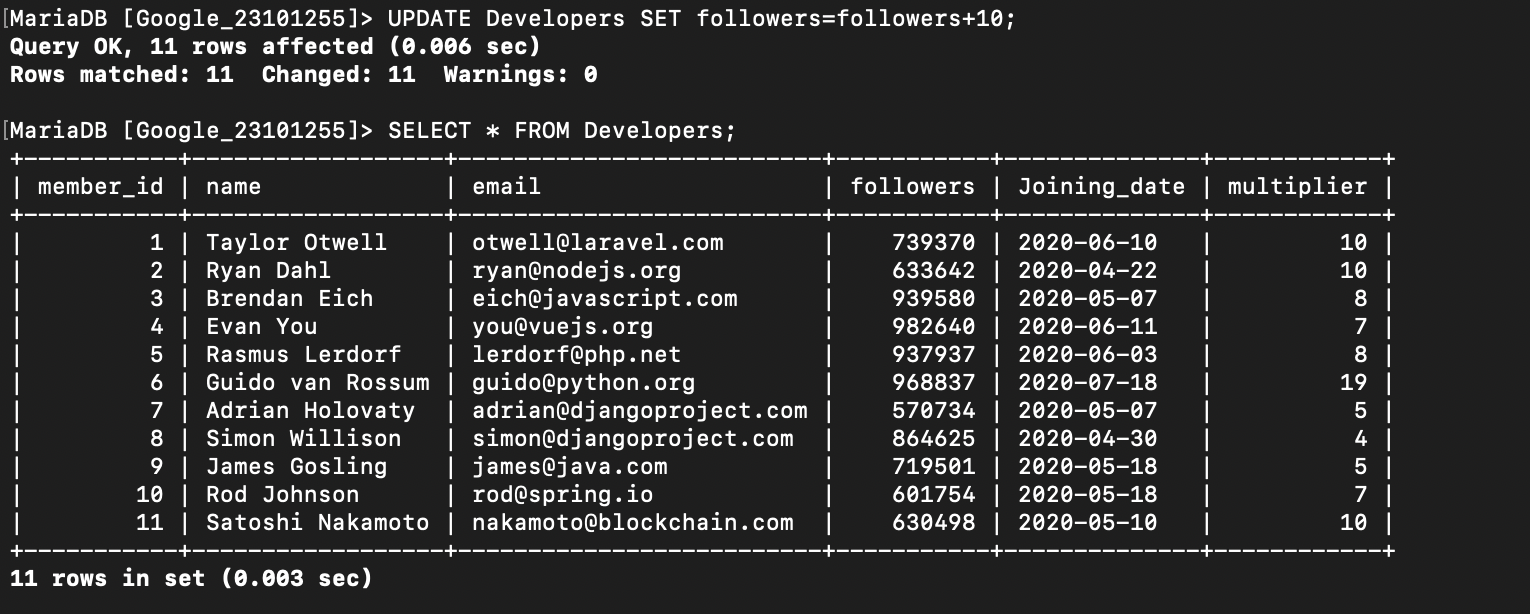 [MariaDB [Google_23101255]> UPDATE Developers SET followers=followers+10;
Query OK, 11 rows affected (0.006 sec)
Rows matched: 11  Changed: 11  Warnings: 0
[MariaDB [Google_23101255]> SELECT * FROM Developers;
+-----------+------------------+--------------------------+-----------+--------------+------------+
| member_id | name             | email                    | followers | Joining_date | multiplier |
+-----------+------------------+--------------------------+-----------+--------------+------------+
|         1 | Taylor Otwell    | otwell@laravel.com       |    739370 | 2020-06-10   |         10 |
|         2 | Ryan Dahl        | ryan@nodejs.org          |    633642 | 2020-04-22   |         10 |
|         3 | Brendan Eich     | eich@javascript.com      |    939580 | 2020-05-07   |          8 |
|         4 | Evan You         | you@vuejs.org            |    982640 | 2020-06-11   |          7 |
|         5 | Rasmus Lerdorf   | lerdorf@php.net          |    937937 | 2020-06-03   |          8 |
|         6 | Guido van Rossum | guido@python.org         |    968837 | 2020-07-18   |         19 |
|         7 | Adrian Holovaty  | adrian@djangoproject.com |    570734 | 2020-05-07   |          5 |
|         8 | Simon Willison   | simon@djangoproject.com  |    864625 | 2020-04-30   |          4 |
|         9 | James Gosling    | james@java.com           |    719501 | 2020-05-18   |          5 |
|        10 | Rod Johnson      | rod@spring.io            |    601754 | 2020-05-18   |          7 |
|        11 | Satoshi Nakamoto | nakamoto@blockchain.com  |    630498 | 2020-05-10   |         10 |
+-----------+------------------+--------------------------+-----------+--------------+------------+
11 rows in set (0.003 sec)